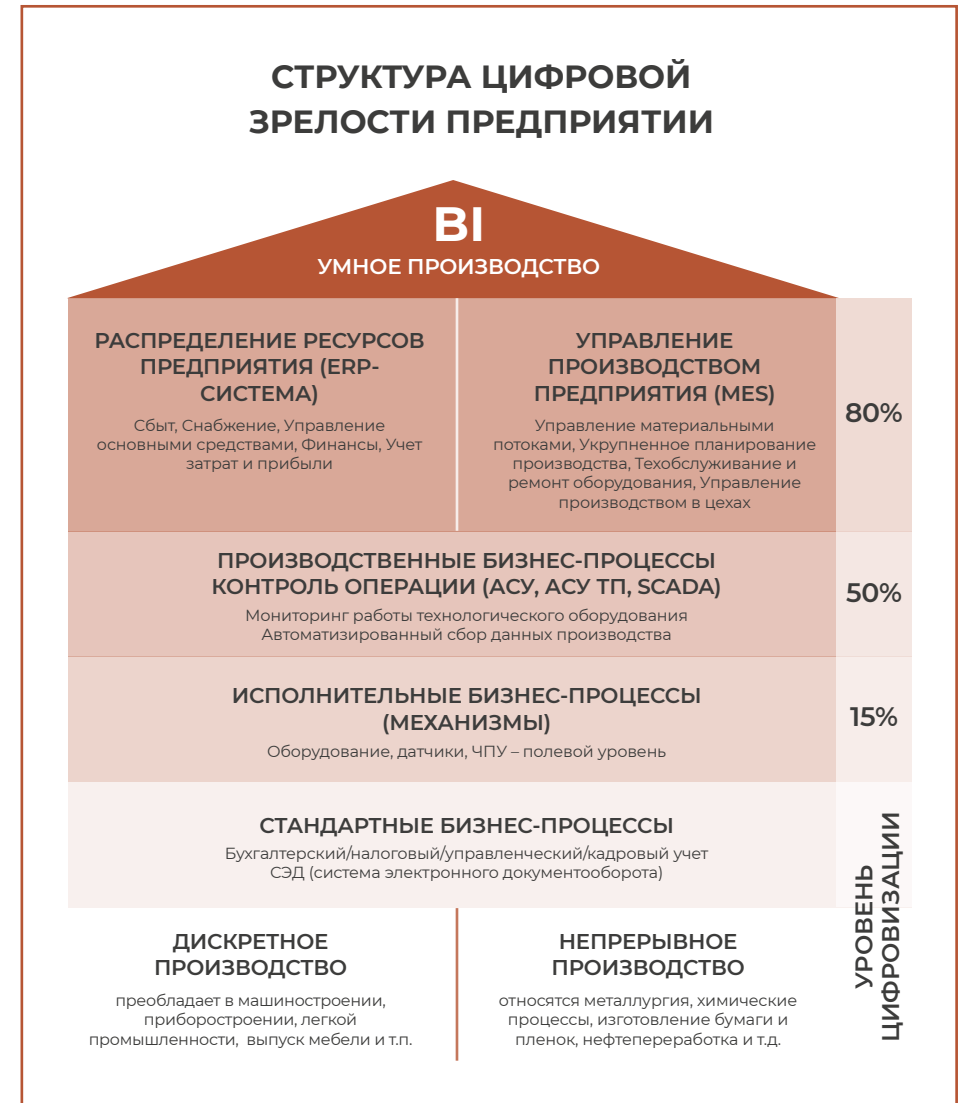 СТРУКТУРА ЦИФРОВОЙ
ЗРЕЛОСТИ ПРЕДПРИЯТИИ
BI
УМНОЕ ПРОИЗВОДСТВО
РАСПРЕДЕЛЕНИЕ РЕСУРСОВ
ПРЕДПРИЯТИЯ (ERP-
СИСТЕМА)
Сбыт, Снабжение, Управление
основными средствами, Финансы, Учет
затрат и прибыли
УПРАВЛЕНИЕ
ПРОИЗВОДСТВОМ
ПРЕДПРИЯТИЯ (MES)
Управление материальными
потоками, Укрупненное планирование
производства, Техобслуживание и
ремонт оборудования, Управление
производством в цехах
80%
ПРОИЗВОДСТВЕННЫЕ БИЗНЕС-ПРОЦЕССЫ
КОНТРОЛЬ ОПЕРАЦИИ (АСУ, АСУ ТП, SCADA)
Мониторинг работы технологического оборудования
Автоматизированный сбор данных производства
50%
ИСПОЛНИТЕЛЬНЫЕ БИЗНЕС-ПРОЦЕССЫ
(МЕХАНИЗМЫ)
Оборудование, датчики, ЧПУ – полевой уровень
15%
СТАНДАРТНЫЕ БИЗНЕС-ПРОЦЕССЫ
Бухгалтерский/налоговый/управленческий/кадровый учет
СЭД (система электронного документооборота)
УРОВЕНЬ
ЦИФРОВИЗАЦИИ
ДИСКРЕТНОЕ
ПРОИЗВОДСТВО
преобладает в машиностроении,
приборостроении, легкой
промышленности, выпуск мебели и т.п.
НЕПРЕРЫВНОЕ
ПРОИЗВОДСТВО
относятся металлургия, химические
процессы, изготовление бумаги и
пленок, нефтепереработка и т.д.